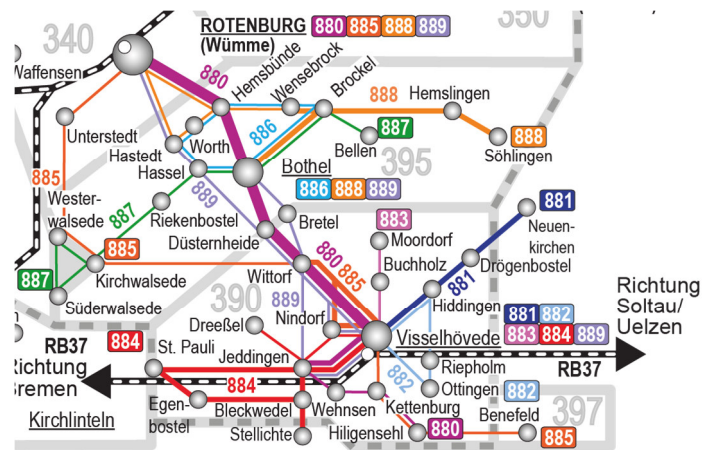 340
350
ROTENBURG 880 885 888 889
(Wümme)
Waffensen
880
Hemsbünde
Wensebrock
Brockel
888
Hemslingen
Unterstedt
Worth
886
887
888
Hastedt
Bellen
Söhlingen
Hassel
Bothel
395
885
889
886 888 889
Wester-
walsede
887
Riekenbostel
Bretel
883
881
Düsternheide
Moordorf
Neuen-
kirchen
885
880
885
Buchholz
Drögenbostel
887
Kirchwalsede
Wittorf
881
Richtung
Soltau/
Uelzen
Süderwalsede
390
889
Hiddingen
Dreeßel
Nindorf
881 882
Visselhövede 883 884 889
RB37
884
St. Pauli
Jeddingen
Riepholm
RB37
Richtung
Bremen
884
882
Ottingen 882
Egen-
bostel
Bleckwedel
Wehnsen
Kettenburg
Benefeld
397
Kirchlinteln
Stellichte
Hiligensehl
880
885